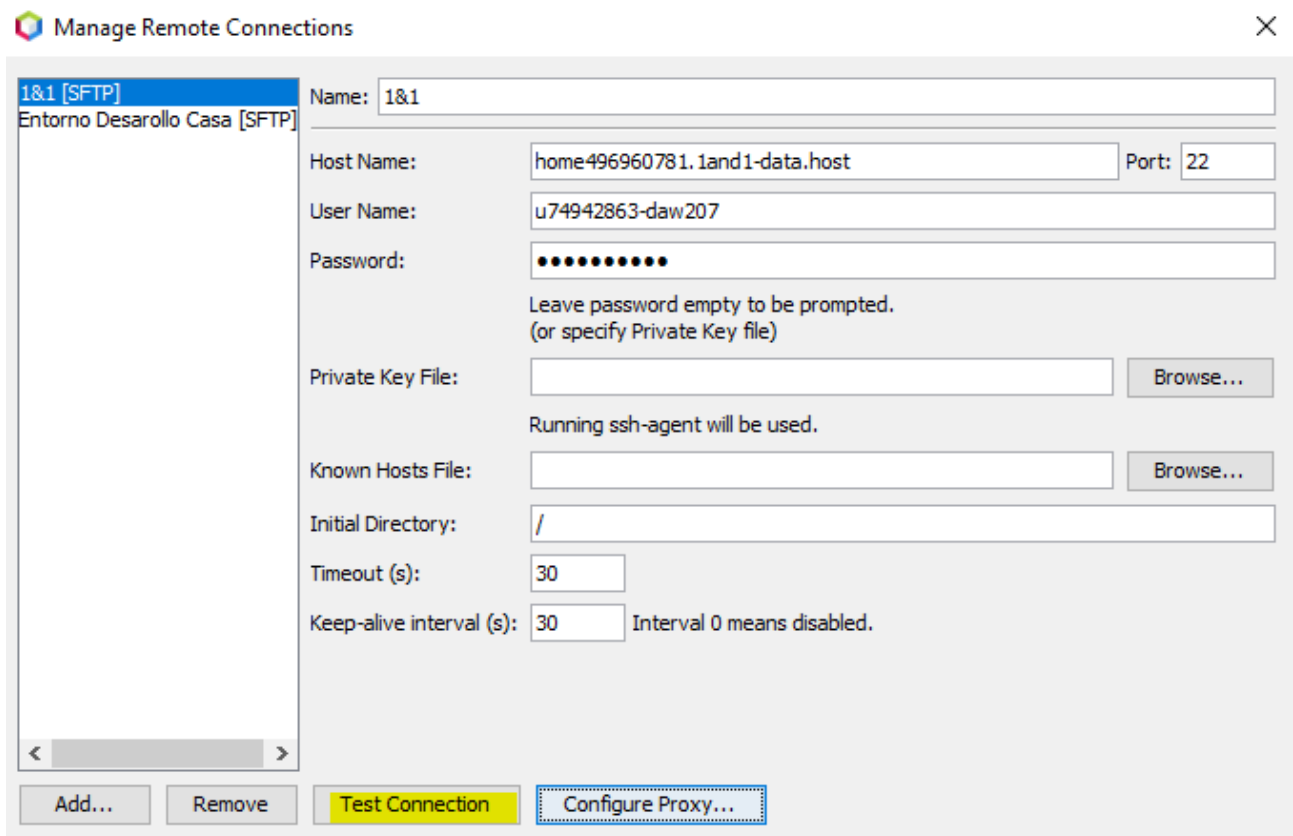 Manage Remote Connections
1&1 [SFTP]
Entorno Desarollo Casa [SFTP]
Name: 1&1
Host Name: home496960781.1and1-data.host Port: 22
User Name: u74942863-daw207
Password: ●●●●●●●●●●
Leave password empty to be prompted.
(or specify Private Key file)
Private Key File: Browse...
Running ssh-agent will be used.
Known Hosts File: Browse...
Initial Directory: /
Timeout (s): 30
Keep-alive interval (s): 30 Interval 0 means disabled.
Add... Remove Test Connection Configure Proxy...